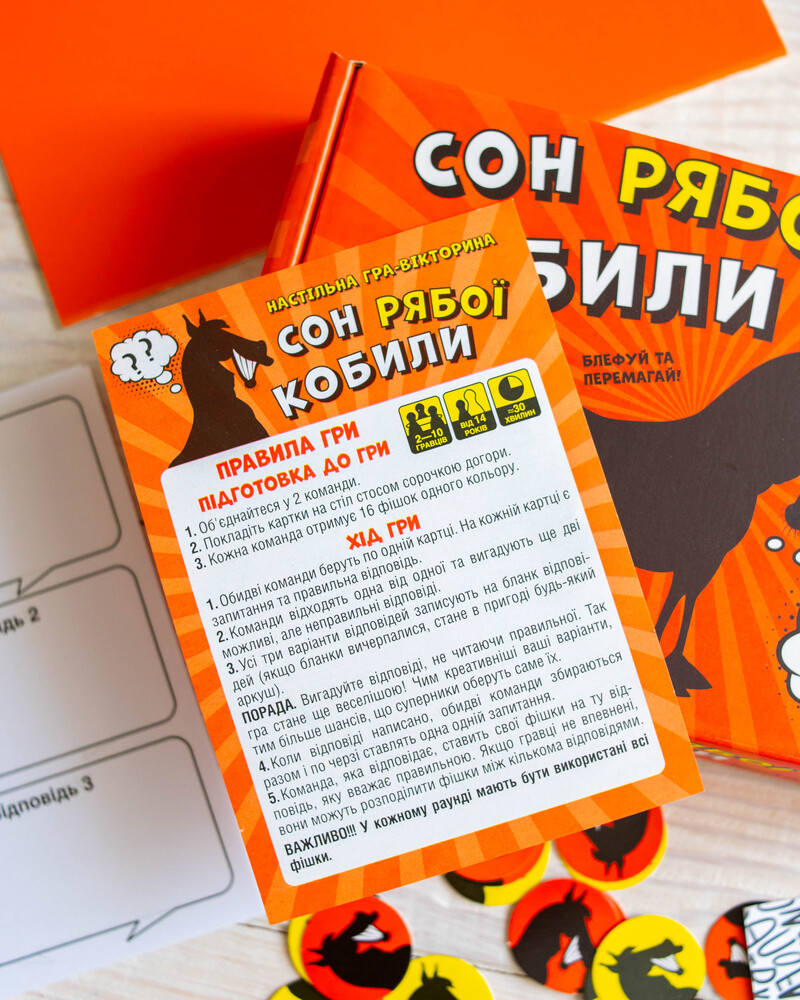 СОН РЯБО
БИЛИ
БЛЕФУЙ ТА
ПЕРЕМАГАЙ!
НАСТІЛЬНА ГРА-ВІКТОРИНА
СОН РЯБОЇ
КОБИЛИ
??
2—10
ГРАВЦІВ
ВІД 14
РОКІВ
≈30
ХВИЛИН
ПРАВИЛА ГРИ
ПІДГОТОВКА ДО ГРИ
1. Об'єднайтеся у 2 команди.
2. Покладіть картки на стіл стосом сорочкою догори.
3. Кожна команда отримує 16 фішок одного кольору.
ХІД ГРИ
1. Обидві команди беруть по одній картці. На кожній картці є
запитання та правильна відповідь.
2. Команди відходять одна від одної та вигадують ще дві
можливі, але неправильні відповіді.
3. Усі три варіанти відповідей записують на бланк відпові-
дей (якщо бланки вичерпалися, стане в пригоді будь-який
аркуш).
ПОРАДА. Вигадуйте відповіді, не читаючи правильної. Так
гра стане ще веселішою! Чим креативніші ваші варіанти,
тим більше шансів, що суперники оберуть саме їх.
4. Коли відповіді написано, обидві команди збираються
разом і по черзі ставлять одна одній запитання.
5. Команда, яка відповідає, ставить свої фішки на ту від-
повідь, яку вважає правильною. Якщо гравці не впевнені,
вони можуть розподілити фішки між кількома відповідями.
ВАЖЛИВО!!! У кожному раунді мають бути використані всі
фішки.
дь 2
ідповідь 3